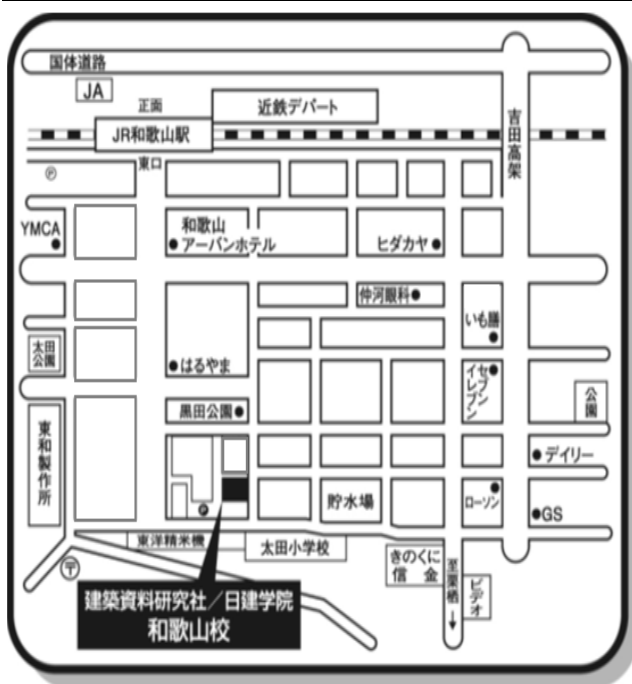 国体道路
JA
正面
近鉄デパート
JR和歌山駅
吉田高架
東口
Ⓟ
YMCA
和歌山
アーバンホテル
ヒダカヤ
仲河眼科
いも膳
太田
公園
はるやま
セブン
イレブン
公園
黒田公園
東和製作所
デイリー
貯水場
ローソン
GS
Ⓟ
東洋精米機
太田小学校
きのくに
信金
至栗栖
ビデオ
〒
建築資料研究社／日建学院
和歌山校